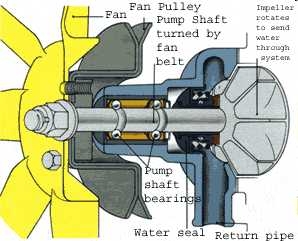 Fan
Fan Pulley
Pump Shaft
turned by
fan
belt
Impeller
rotates
to send
water
through
system
Pump
shaft
bearings
Water seal
Return pipe